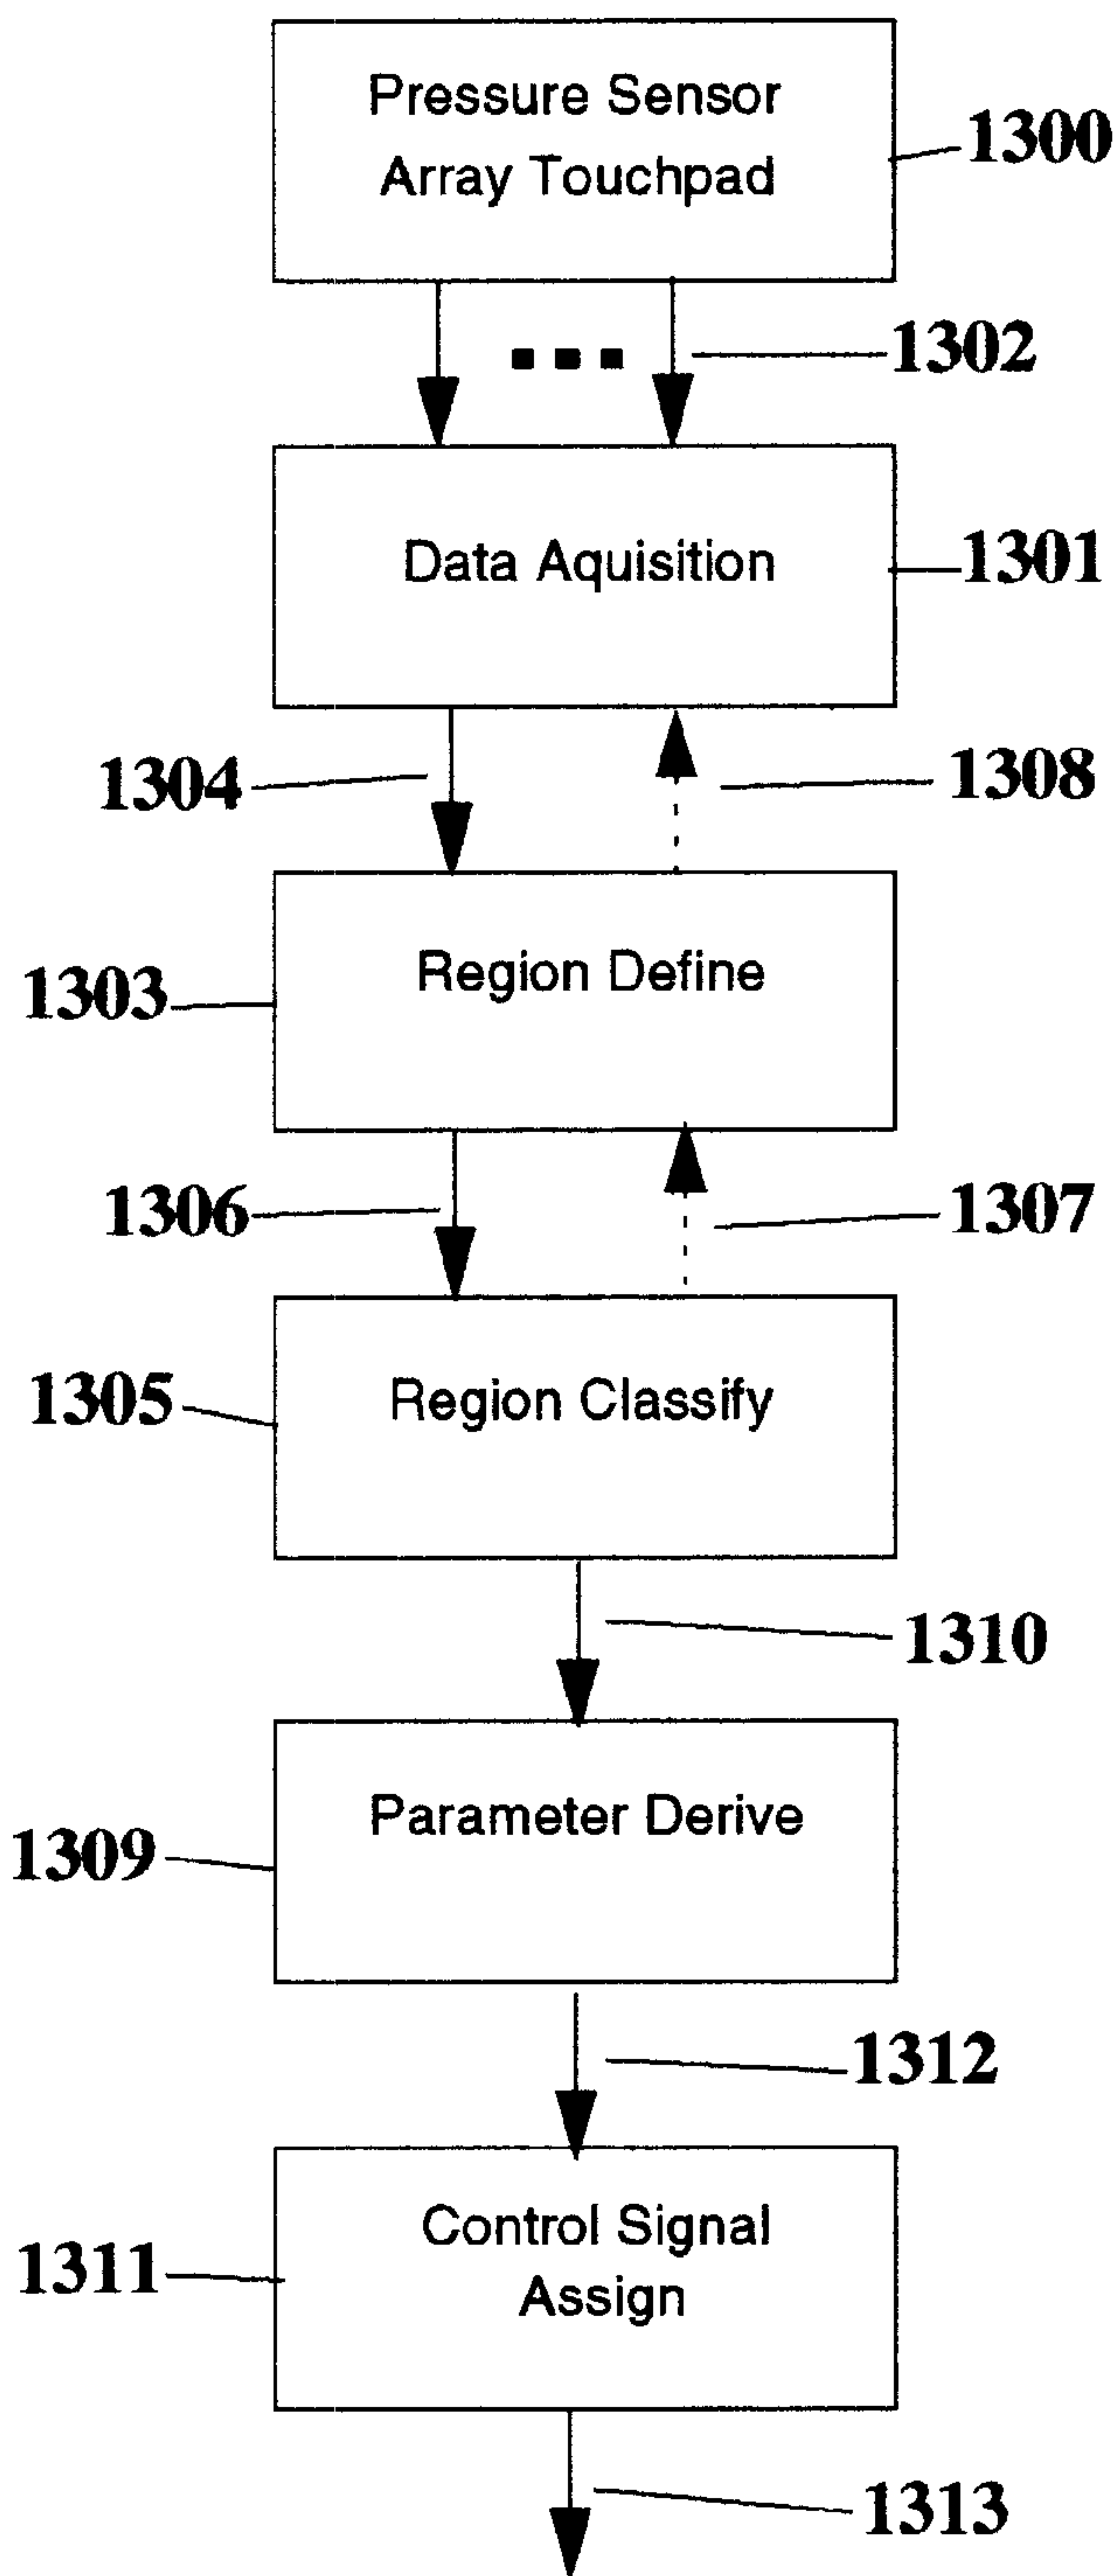 Pressure Sensor
Array Touchpad
1300
1302
Data Aquisition
1301
1304
1308
Region Define
1303
1306
1307
Region Classify
1305
1310
Parameter Derive
1309
1312
Control Signal
Assign
1311
1313